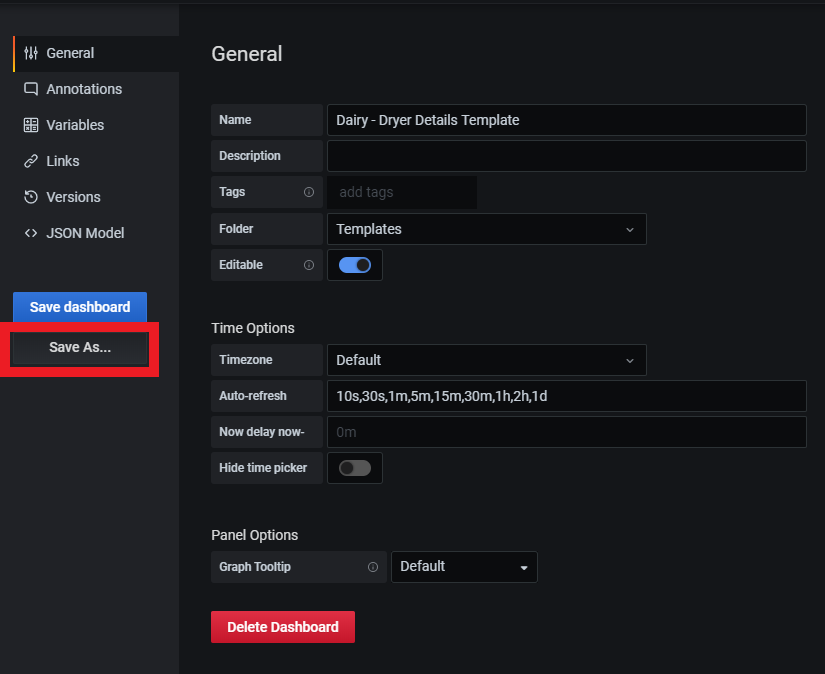 General
Annotations
Variables
Links
Versions
JSON Model
Save dashboard
Save As...
General
Name
Dairy - Dryer Details Template
Description
Tags
add tags
Folder
Templates
Editable
Time Options
Timezone
Default
Auto-refresh
10s,30s,1m,5m,15m,30m,1h,2h,1d
Now delay now-
0m
Hide time picker
Panel Options
Graph Tooltip
Default
Delete Dashboard